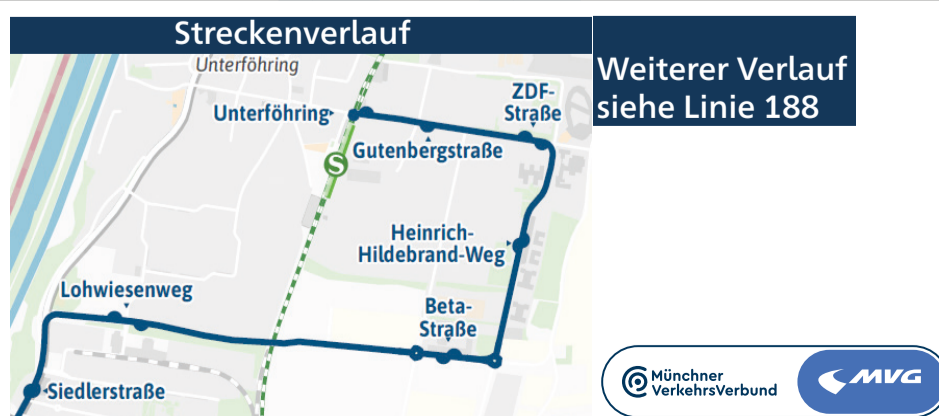 Streckenverlauf
Unterföhring
Weiterer Verlauf
siehe Linie 188
ZDF-
Straße
Unterföhring
Gutenbergstraße
S
Heinrich-
Hildebrand-Weg
Lohwiesenweg
Beta-
Straße
Siedlerstraße
Münchner
VerkehrsVerbund
MVG